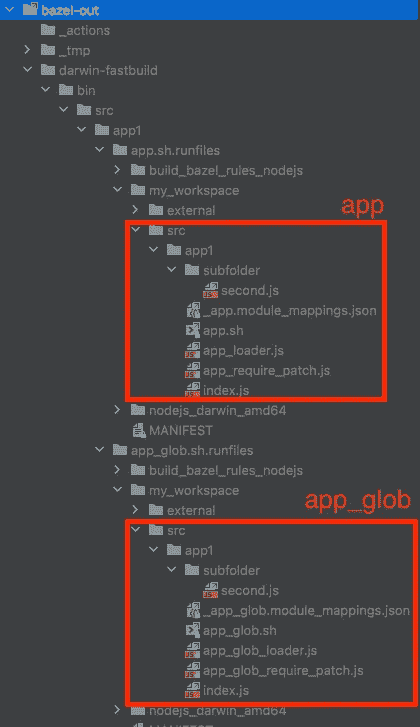 bazel-out
_actions
_tmp
darwin-fastbuild
bin
src
app1
app.sh.runfiles
build_bazel_rules_nodejs
my_workspace
app
external
src
app1
subfolder
second.js
_app.module_mappings.json
app.sh
app_loader.js
app_require_patch.js
index.js
nodejs_darwin_amd64
MANIFEST
app_glob.sh.runfiles
build_bazel_rules_nodejs
my_workspace
app_glob
external
src
app1
subfolder
second.js
_app_glob.module_mappings.json
app_glob.sh
app_glob_loader.js
app_glob_require_patch.js
index.js
nodejs_darwin_amd64